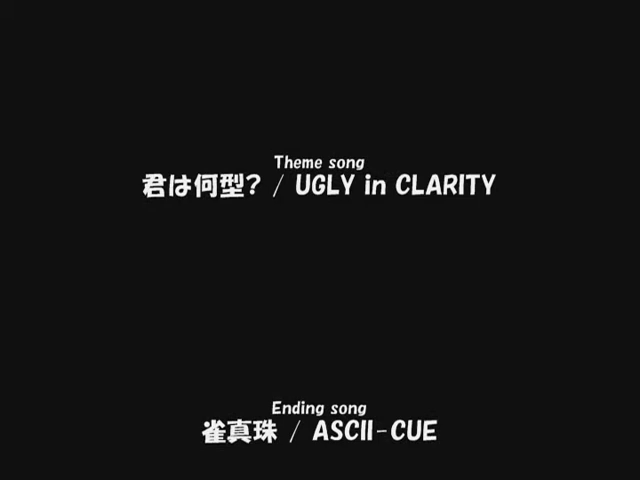 Theme song
君は何型? / UGLY in CLARITY
Ending song
雀真珠 / ASCII-CUE